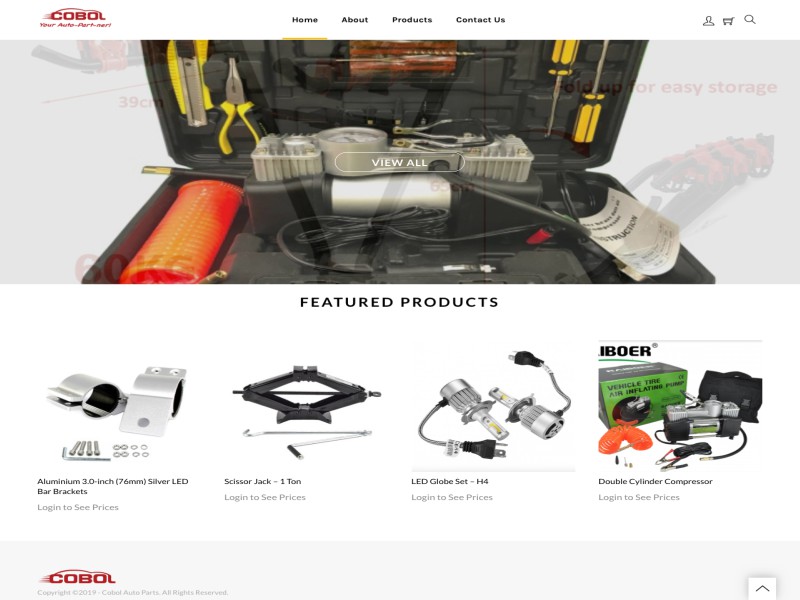 COBOL
Your Auto-Part-ner!
Home
About
Products
Contact Us
39cm
Fold up for easy storage
VIEW ALL
INSTRUCTION
FEATURED PRODUCTS
VEHICLE TIRE
AIR INFLATING PUMP
Aluminium 3.0-inch (76mm) Silver LED
Bar Brackets
Login to See Prices
Scissor Jack – 1 Ton
Login to See Prices
LED Globe Set – H4
Login to See Prices
Double Cylinder Compressor
Login to See Prices
COBOL
Copyright ©2019 - Cobol Auto Parts. All Rights Reserved.